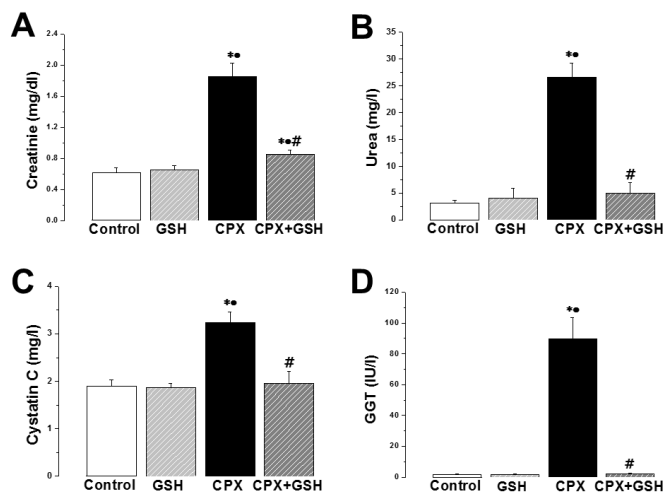 A
Creatinie (mg/dl)
2.4
2.0
1.6
1.2
0.8
0.4
0.0
*●
*●#
Control GSH CPX CPX+GSH
B
Urea (mg/l)
35
30
25
20
15
10
5
0
*●
#
Control GSH CPX CPX+GSH
C
Cystatin C (mg/l)
4
3
2
1
0
*●
#
Control GSH CPX CPX+GSH
D
GGT (IU/l)
120
100
80
60
40
20
0
*●
#
Control GSH CPX CPX+GSH